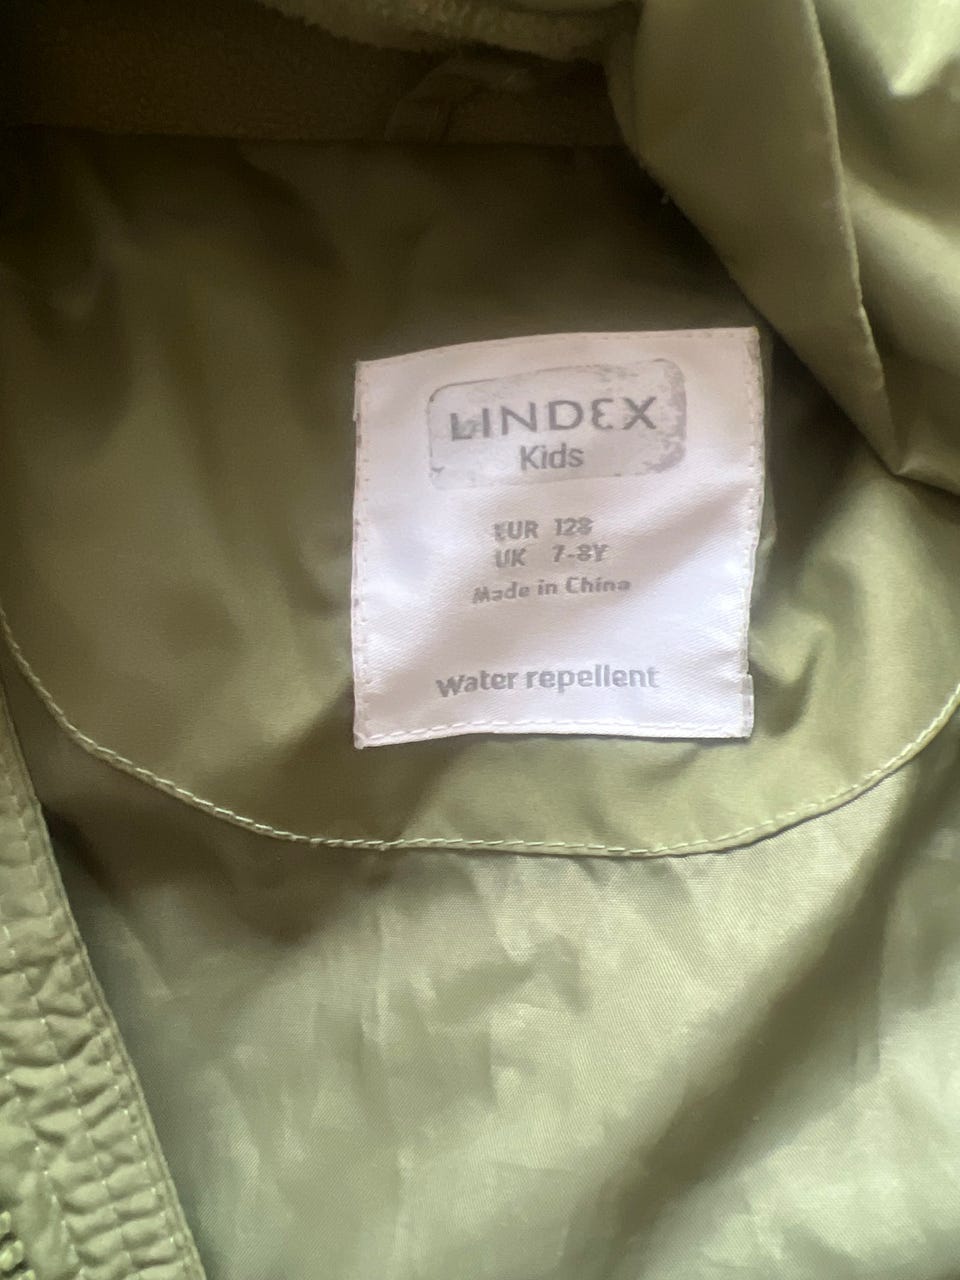 LINDEX
Kids
EUR 128
UK 7-8Y
Made in China
Water repellent